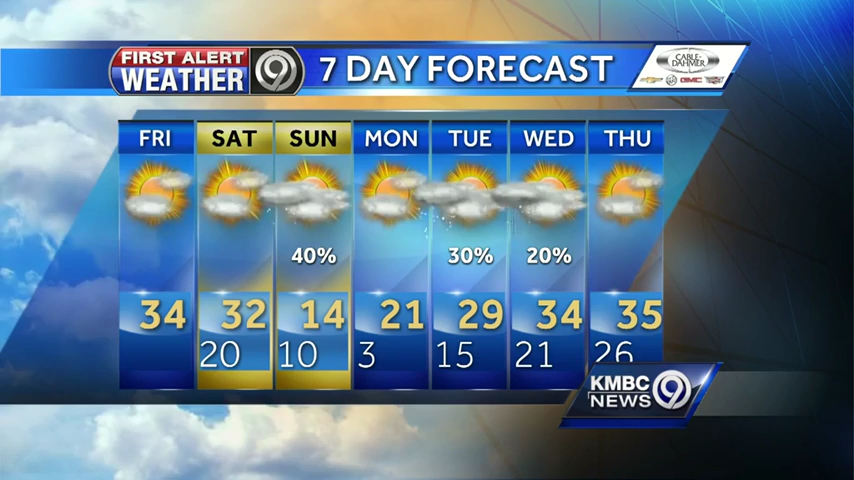 FIRST ALERT
WEATHER 9
7 DAY FORECAST
CABLE-
DAHMER
GMC
FRI SAT SUN MON TUE WED THU
40% 30% 20%
34 32 14 21 29 34 35
20 10 3 15 21 26
KMBC 9
NEWS